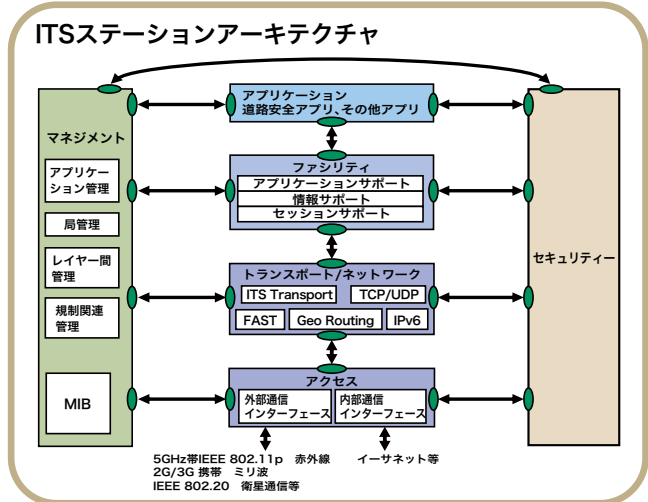 ITSステーションアーキテクチャ
アプリケーション
道路安全アプリ、その他アプリ
マネジメント
アプリケー
ション管理
局管理
レイヤー間
管理
規制関連
管理
MIB
ファシリティ
アプリケーションサポート
情報サポート
セッションサポート
トランスポート/ネットワーク
ITS Transport
TCP/UDP
FAST
Geo Routing
IPv6
アクセス
外部通信
インターフェース
内部通信
インターフェース
セキュリティー
5GHz帯IEEE 802.11p 赤外線
2G/3G 携帯 ミリ波
IEEE 802.20 衛星通信等
イーサネット等